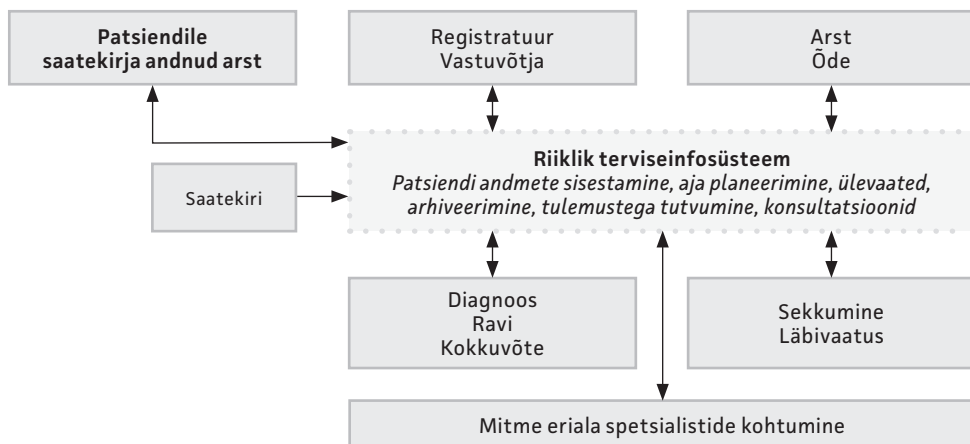 Patsiendile
saatekirja andnud arst
Registratuur
Vastuvõtja
Arst
Õde
Riiklik terviseinfosüsteem
Patsiendi andmete sisestamine, aja planeerimine, ülevaated,
arhiveerimine, tulemustega tutvumine, konsultatsioonid
Saatekiri
Diagnoos
Ravi
Kokkuvõte
Sekkumine
Läbivaatus
Mitme eriala spetsialistide kohtumine